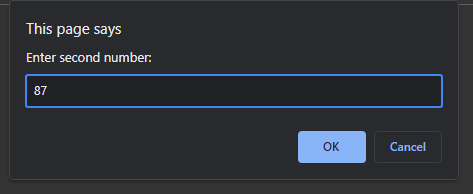 This page says
Enter second number:
87
OK Cancel